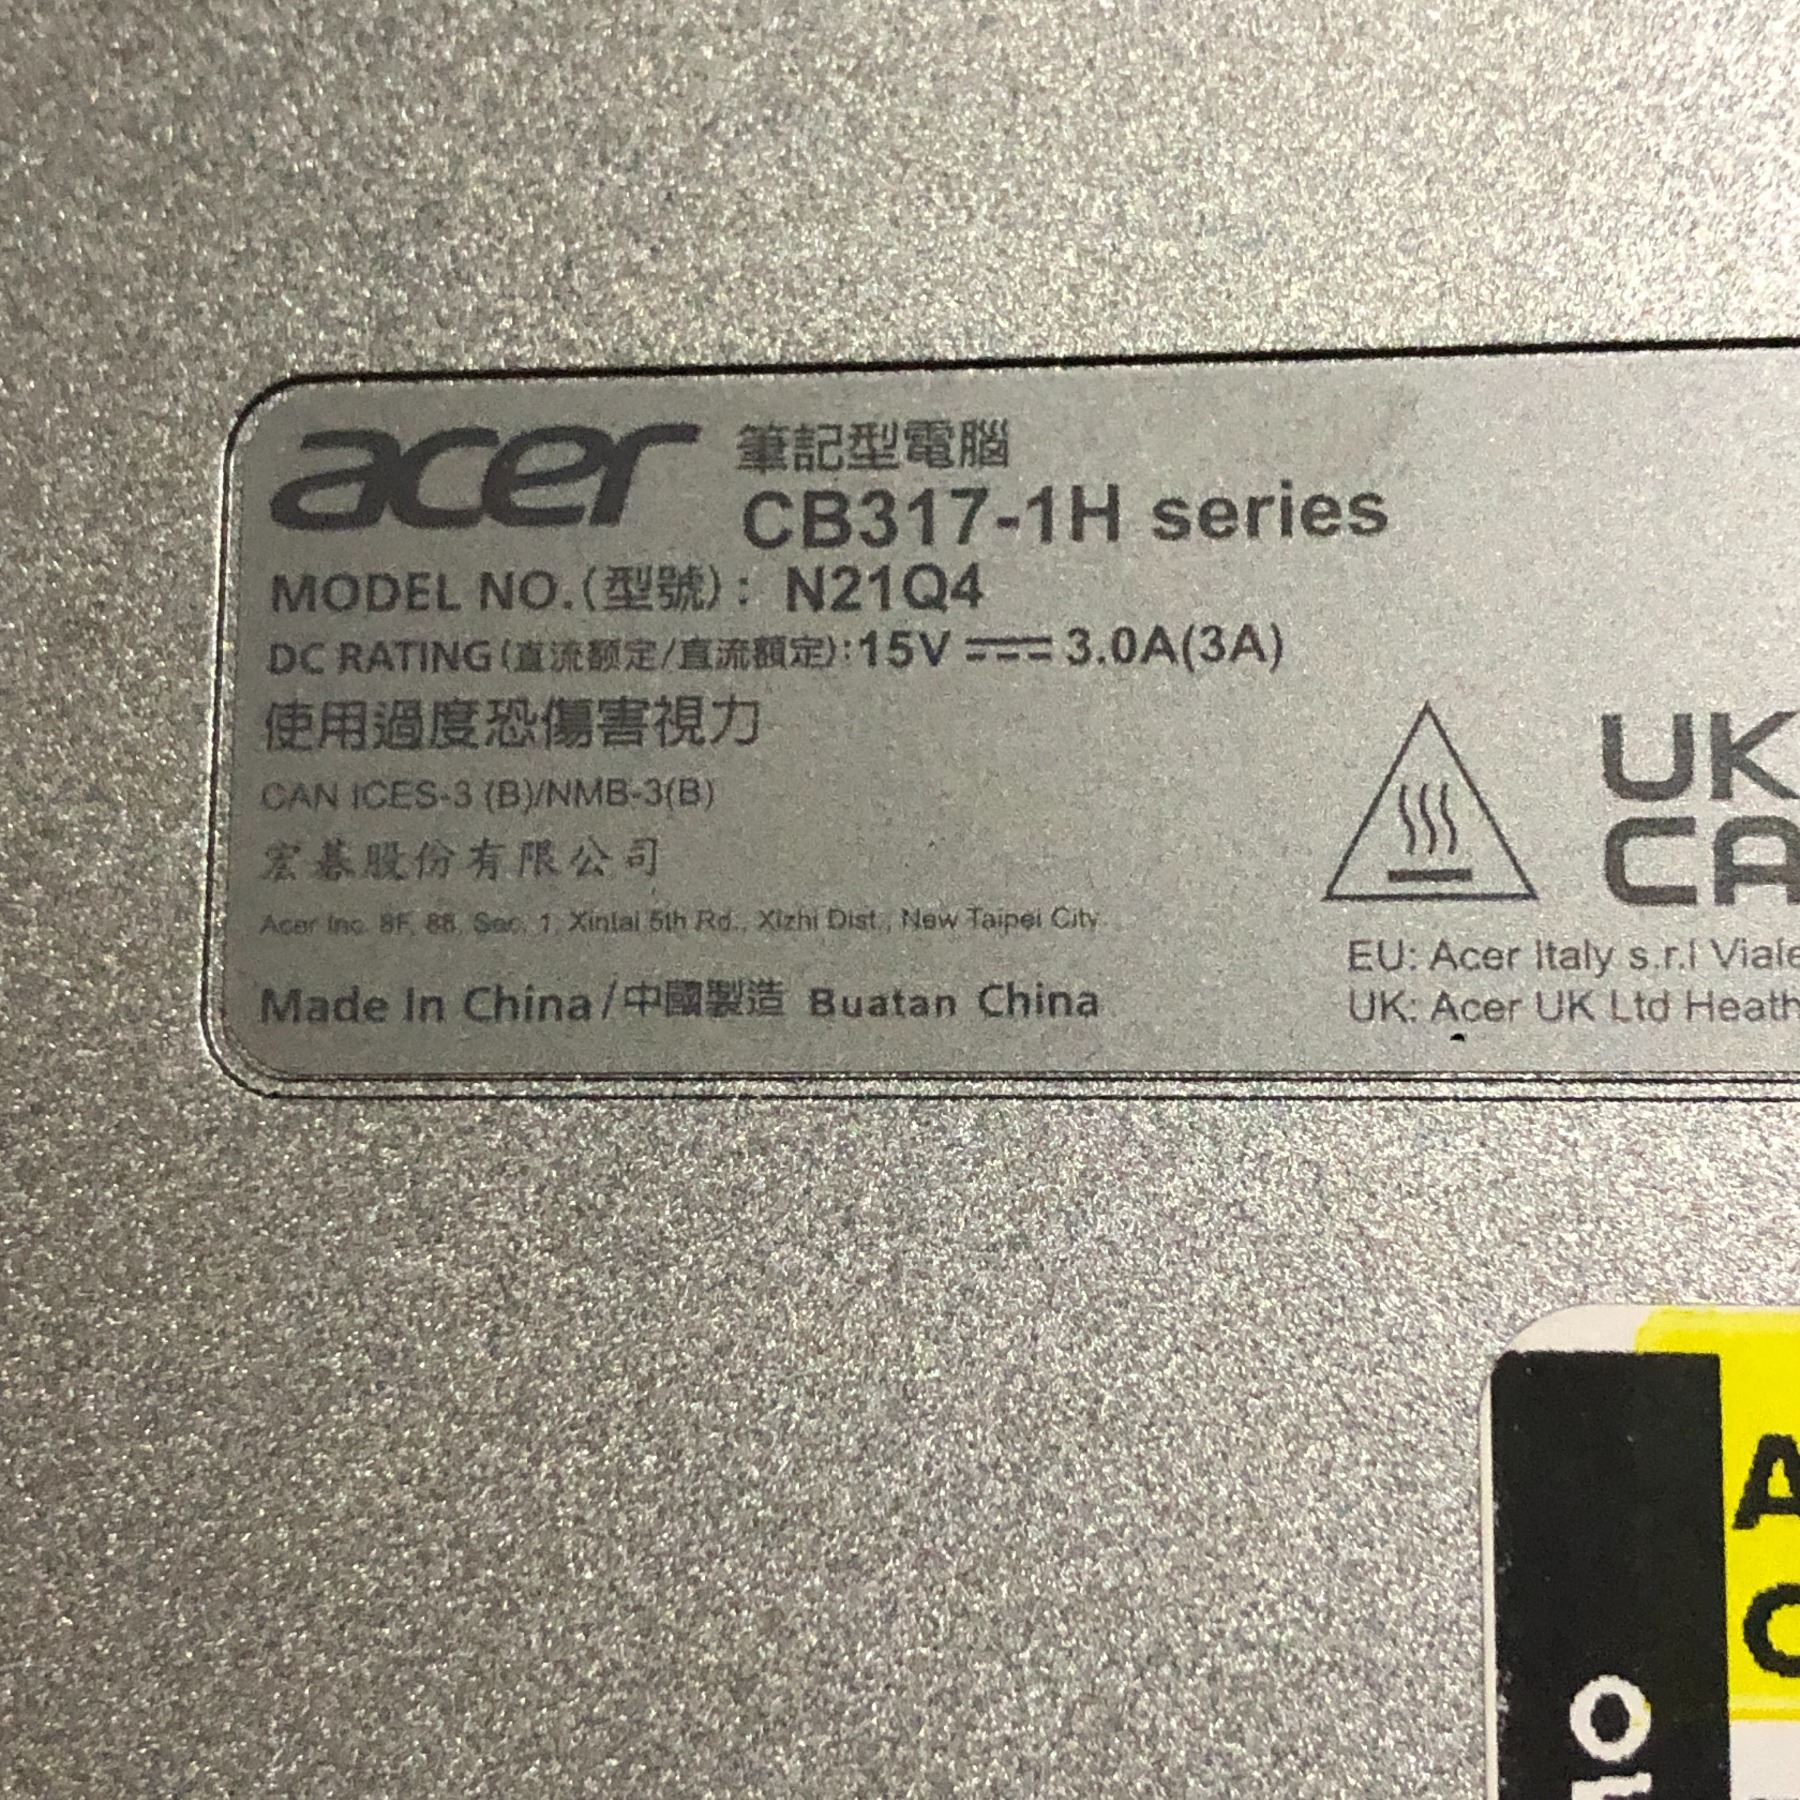 acer 筆記型電腦
CB317-1H series
MODEL NO.(型號): N21Q4
DC RATING(直流额定/直流額定):15V 3.0A(3A)
使用過度恐傷害視力
CAN ICES-3 (B)/NMB-3(B)
宏碁股份有限公司
Acer Inc. 8F, 88, Sec. 1, Xintai 5th Rd., Xizhi Dist., New Taipei City
Made In China/中國製造 Buatan China
UK
CA
EU: Acer Italy s.r.l Viale
UK: Acer UK Ltd Heath